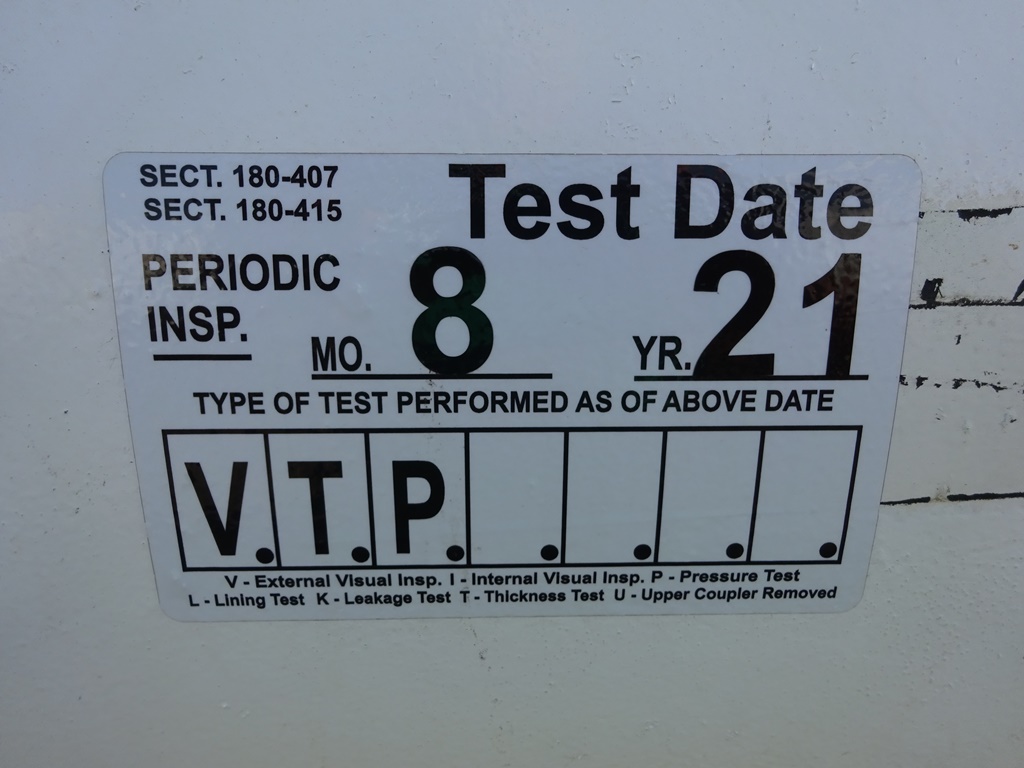 SECT. 180-407
SECT. 180-415
Test Date
PERIODIC
INSP.
MO. 8 YR. 21
TYPE OF TEST PERFORMED AS OF ABOVE DATE
V. T. P. . . . .
V - External Visual Insp. I - Internal Visual Insp. P - Pressure Test
L - Lining Test K - Leakage Test T - Thickness Test U - Upper Coupler Removed